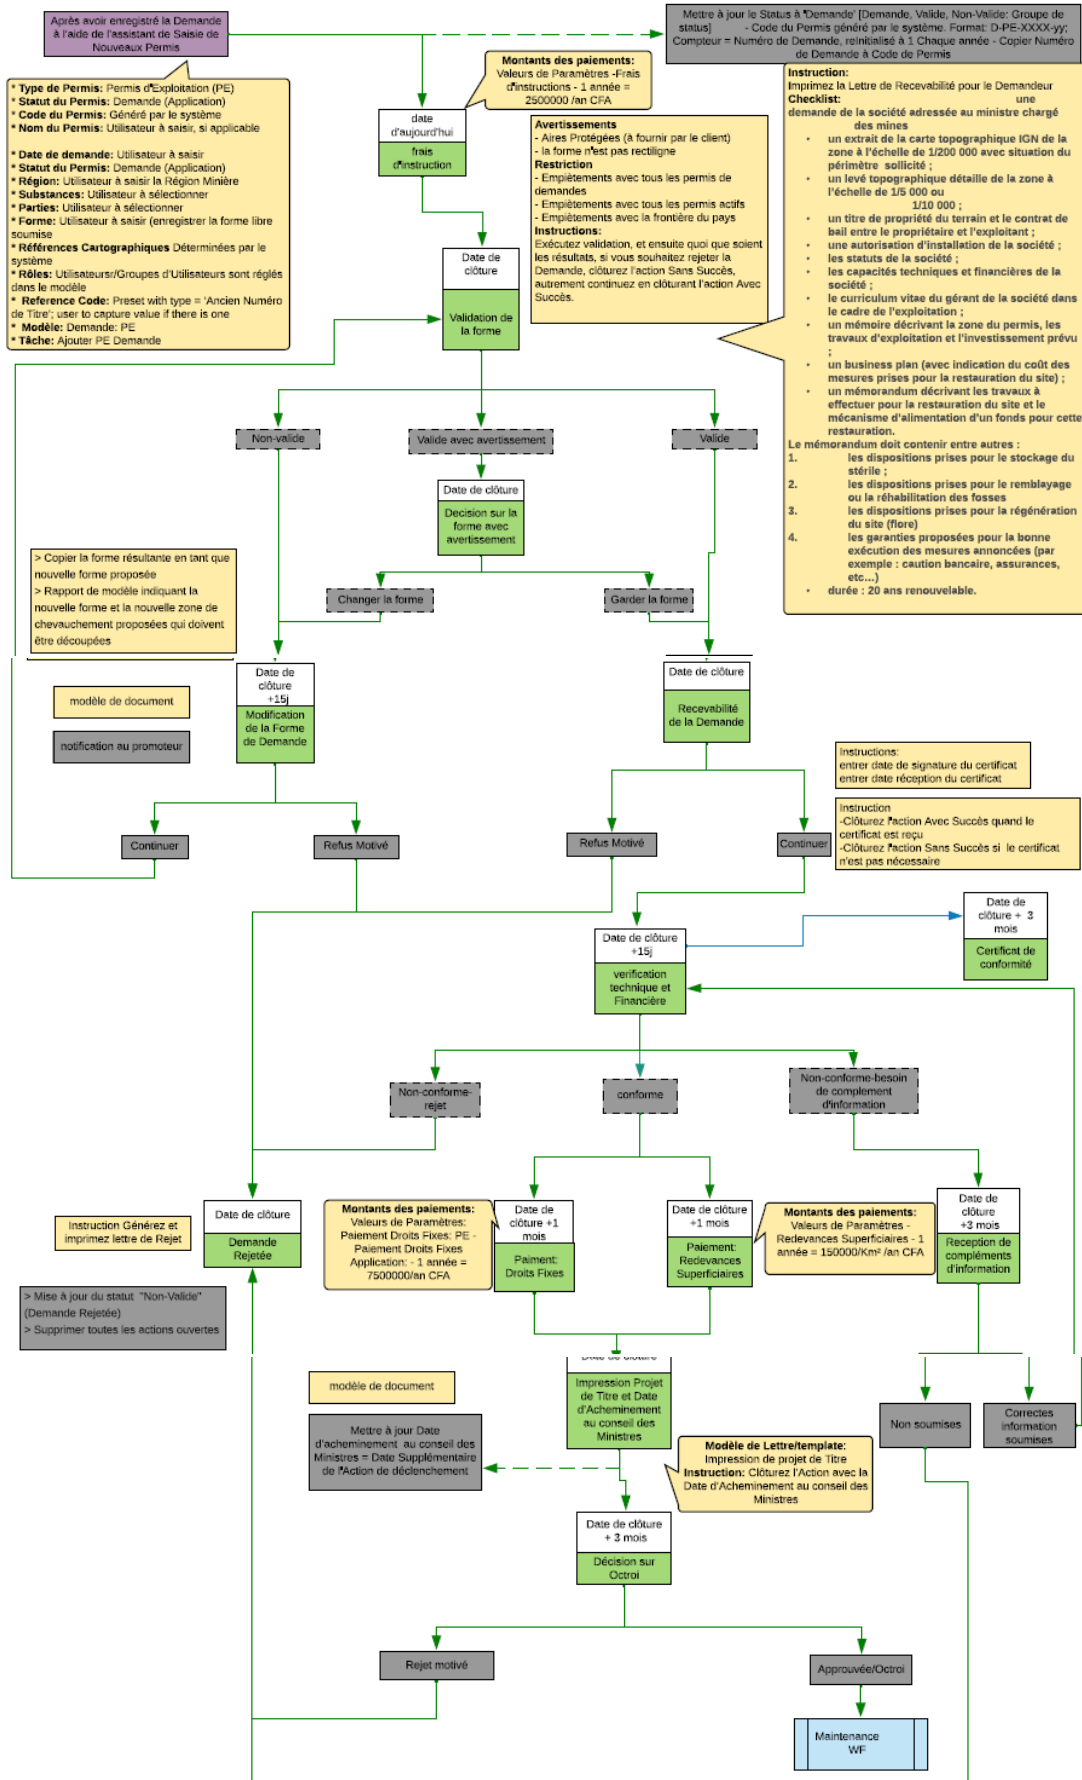 Après avoir enregistré la Demande
à l'aide de l'assistant de Saisie de
Nouveaux Permis
Mettre à jour le Status à 'Demande' [Demande, Valide, Non-Valide: Groupe de
status] - Code du Permis généré par le système. Format: D-PE-XXXX-yy;
Compteur = Numéro de Demande, reInitialisé à 1 Chaque année - Copier Numéro
de Demande à Code de Permis
* Type de Permis: Permis d'Exploitation (PE)
* Statut du Permis: Demande (Application)
* Code du Permis: Généré par le système
* Nom du Permis: Utilisateur à saisir, si applicable
* Date de demande: Utilisateur à saisir
* Statut du Permis: Demande (Application)
* Région: Utilisateur à saisir la Région Minière
* Substances: Utilisateur à sélectionner
* Parties: Utilisateur à sélectionner
* Forme: Utilisateur à saisir (enregistrer la forme libre
soumise
* Références Cartographiques Déterminées par le
système
* Rôles: Utilisateursr/Groupes d'Utilisateurs sont réglés
dans le modèle
* Reference Code: Preset with type = 'Ancien Numéro
de Titre'; user to capture value if there is one
* Modèle: Demande: PE
* Tâche: Ajouter PE Demande
Montants des paiements:
Valeurs de Paramètres -Frais
d'instructions - 1 année =
2500000 /an CFA
date
d'aujourd'hui
frais
d'instruction
Avertissements
- Aires Protégées (à fournir par le client)
- la forme n'est pas rectiligne
Restriction
- Empiètements avec tous les permis de
demandes
- Empiètements avec tous les permis actifs
- Empiètements avec la frontière du pays
Instructions:
Exécutez validation, et ensuite quoi que soient
les résultats, si vous souhaitez rejeter la
Demande, clôturez l'action Sans Succès,
autrement continuez en clôturant l'action Avec
Succès.
Instruction:
Imprimez la Lettre de Recevabilité pour le Demandeur
Checklist: une
demande de la société adressée au ministre chargé
des mines
• un extrait de la carte topographique IGN de la
zone à l'échelle de 1/200 000 avec situation du
périmètre sollicité ;
• un levé topographique détaille de la zone à
l'échelle de 1/5 000 ou
1/10 000 ;
• un titre de propriété du terrain et le contrat de
bail entre le propriétaire et l'exploitant ;
• une autorisation d'installation de la société ;
• les statuts de la société ;
• les capacités techniques et financières de la
société ;
• le curriculum vitae du gérant de la société dans
le cadre de l'exploitation ;
• un mémoire décrivant la zone du permis, les
travaux d'exploitation et l'investissement prévu
;
• un business plan (avec indication du coût des
mesures prises pour la restauration du site) ;
• un mémorandum décrivant les travaux à
effectuer pour la restauration du site et le
mécanisme d'alimentation d'un fonds pour cette
restauration.
Le mémorandum doit contenir entre autres :
1. les dispositions prises pour le stockage du
stérile ;
2. les dispositions prises pour le remblayage
ou la réhabilitation des fosses
3. les dispositions prises pour la régénération
du site (flore)
4. les garanties proposées pour la bonne
exécution des mesures annoncées (par
exemple : caution bancaire, assurances,
etc...)
• durée : 20 ans renouvelable.
Date de
clôture
Validation de
la forme
Non-valide
Valide avec avertissement
Valide
Date de clôture
Decision sur la
forme avec
avertissement
> Copier la forme résultante en tant que
nouvelle forme proposée
> Rapport de modèle indiquant la
nouvelle forme et la nouvelle zone de
chevauchement proposées qui doivent
être découpées
Changer la forme
Garder la forme
Date de
clôture
+15j
Modification
de la Forme
de Demande
Date de clôture
Recevabilité
de la Demande
modèle de document
notification au promoteur
Instructions:
entrer date de signature du certificat
entrer date réception du certificat
Instruction
-Clôturez l'action Avec Succès quand le
certificat est reçu
-Clôturez l'action Sans Succès si le certificat
n'est pas nécessaire
Continuer
Refus Motivé
Refus Motivé
Continuer
Date de clôture
+15j
verification
technique et
Financière
Date de
clôture + 3
mois
Certificat de
conformité
Non-conforme-
rejet
conforme
Non-conforme-besoin
de complement
d'information
Instruction Générez et
imprimez lettre de Rejet
Date de clôture
Demande
Rejetée
Montants des paiements:
Valeurs de Paramètres:
Paiement Droits Fixes: PE -
Paiement Droits Fixes
Application: - 1 année =
7500000/an CFA
Date de
clôture +1
mois
Paiment:
Droits Fixes
Date de clôture
+1 mois
Paiement:
Redevances
Superficiaires
Montants des paiements:
Valeurs de Paramètres -
Redevances Superficiaires - 1
année = 150000/Km² /an CFA
Date de
clôture
+3 mois
Reception de
compléments
d'information
> Mise à jour du statut "Non-Valide"
(Demande Rejetée)
> Supprimer toutes les actions ouvertes
Date de clôture
Impression Projet
de Titre et Date
d'Acheminement
au conseil des
Ministres
modèle de document
Mettre à jour Date
d'acheminement au conseil des
Ministres = Date Supplémentaire
de l'Action de déclenchement
Non soumises
Correctes
information
soumises
Modèle de Lettre/template:
Impression de projet de Titre
Instruction: Clôturez l'Action avec la
Date d'Acheminement au conseil des
Ministres
Date de clôture
+ 3 mois
Décision sur
Octroi
Rejet motivé
Approuvée/Octroi
Maintenance
WF